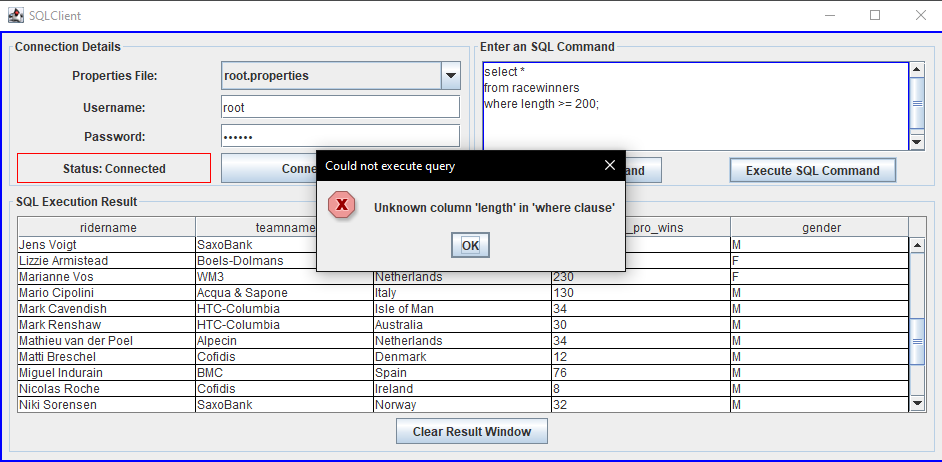 SQLClient
Connection Details
Properties File:
root.properties
Username:
root
Password:
••••••
Status: Connected
Conne
Enter an SQL Command
select *
from racewinners
where length >= 200;
and
Execute SQL Command
Could not execute query
Unknown column 'length' in 'where clause'
OK
SQL Execution Result
ridername teamname _pro_wins gender
Jens Voigt SaxoBank M
Lizzie Armistead Boels-Dolmans F
Marianne Vos WM3 Netherlands 230 F
Mario Cipolini Acqua & Sapone Italy 130 M
Mark Cavendish HTC-Columbia Isle of Man 34 M
Mark Renshaw HTC-Columbia Australia 30 M
Mathieu van der Poel Alpecin Netherlands 34 M
Matti Breschel Cofidis Denmark 12 M
Miguel Indurain BMC Spain 76 M
Nicolas Roche Cofidis Ireland 8 M
Niki Sorensen SaxoBank Norway 32 M
Clear Result Window